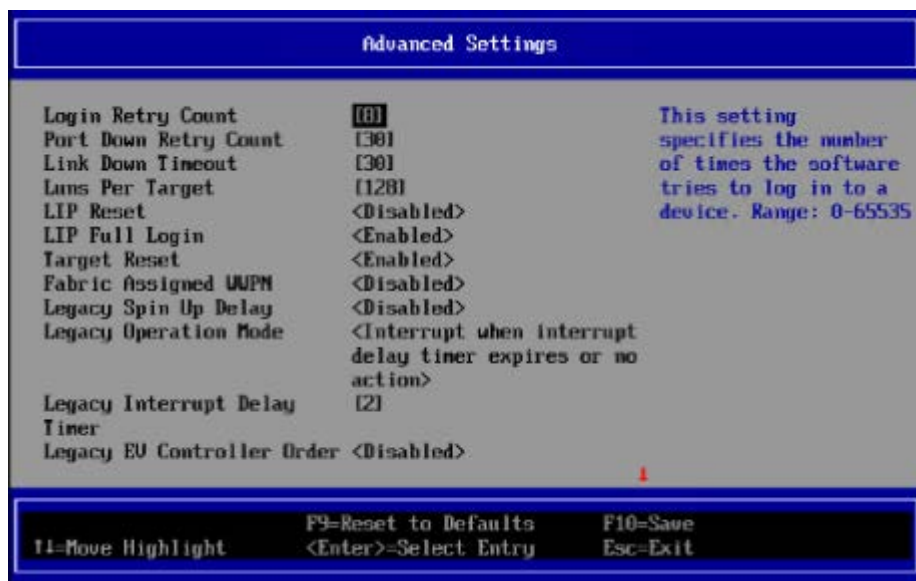 Advanced Settings
Login Retry Count [8]
Port Down Retry Count [30]
Link Down Timeout [30]
Luns Per Target [128]
LIP Reset <Disabled>
LIP Full Login <Enabled>
Target Reset <Enabled>
Fabric Assigned WWPN <Disabled>
Legacy Spin Up Delay <Disabled>
Legacy Operation Mode <Interrupt when interrupt
delay timer expires or no
action>
Legacy Interrupt Delay [2]
Timer
Legacy EV Controller Order <Disabled>
This setting
specifies the number
of times the software
tries to log in to a
device. Range: 0-65535
↓
F9=Reset to Defaults F10=Save
↑↓=Move Highlight <Enter>=Select Entry Esc=Exit